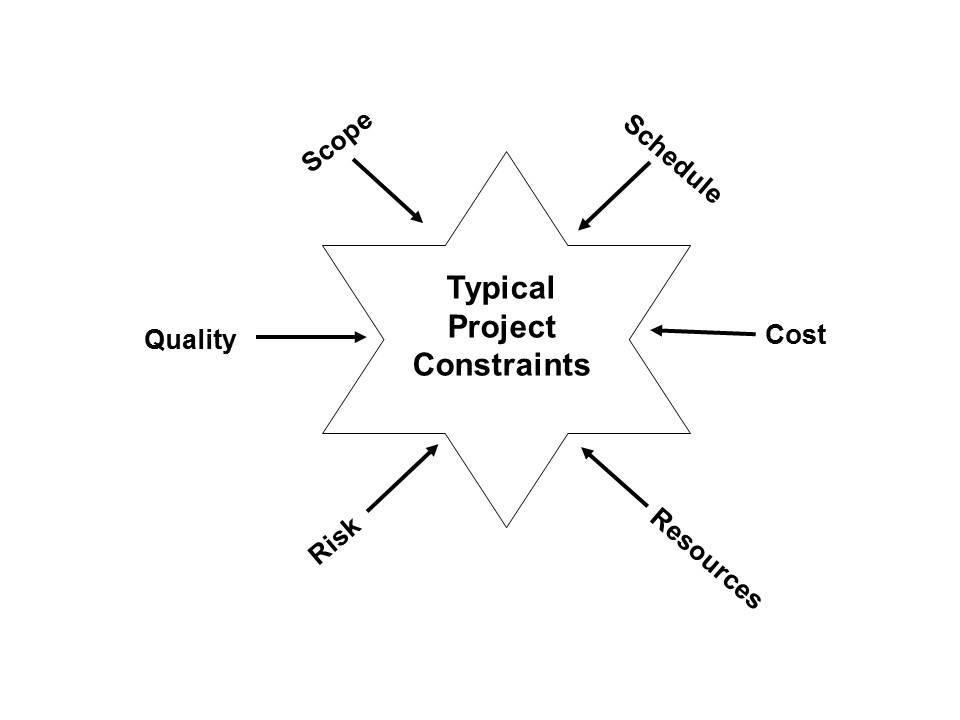 Scope
Schedule
Typical
Project
Constraints
Quality
Cost
Risk
Resources